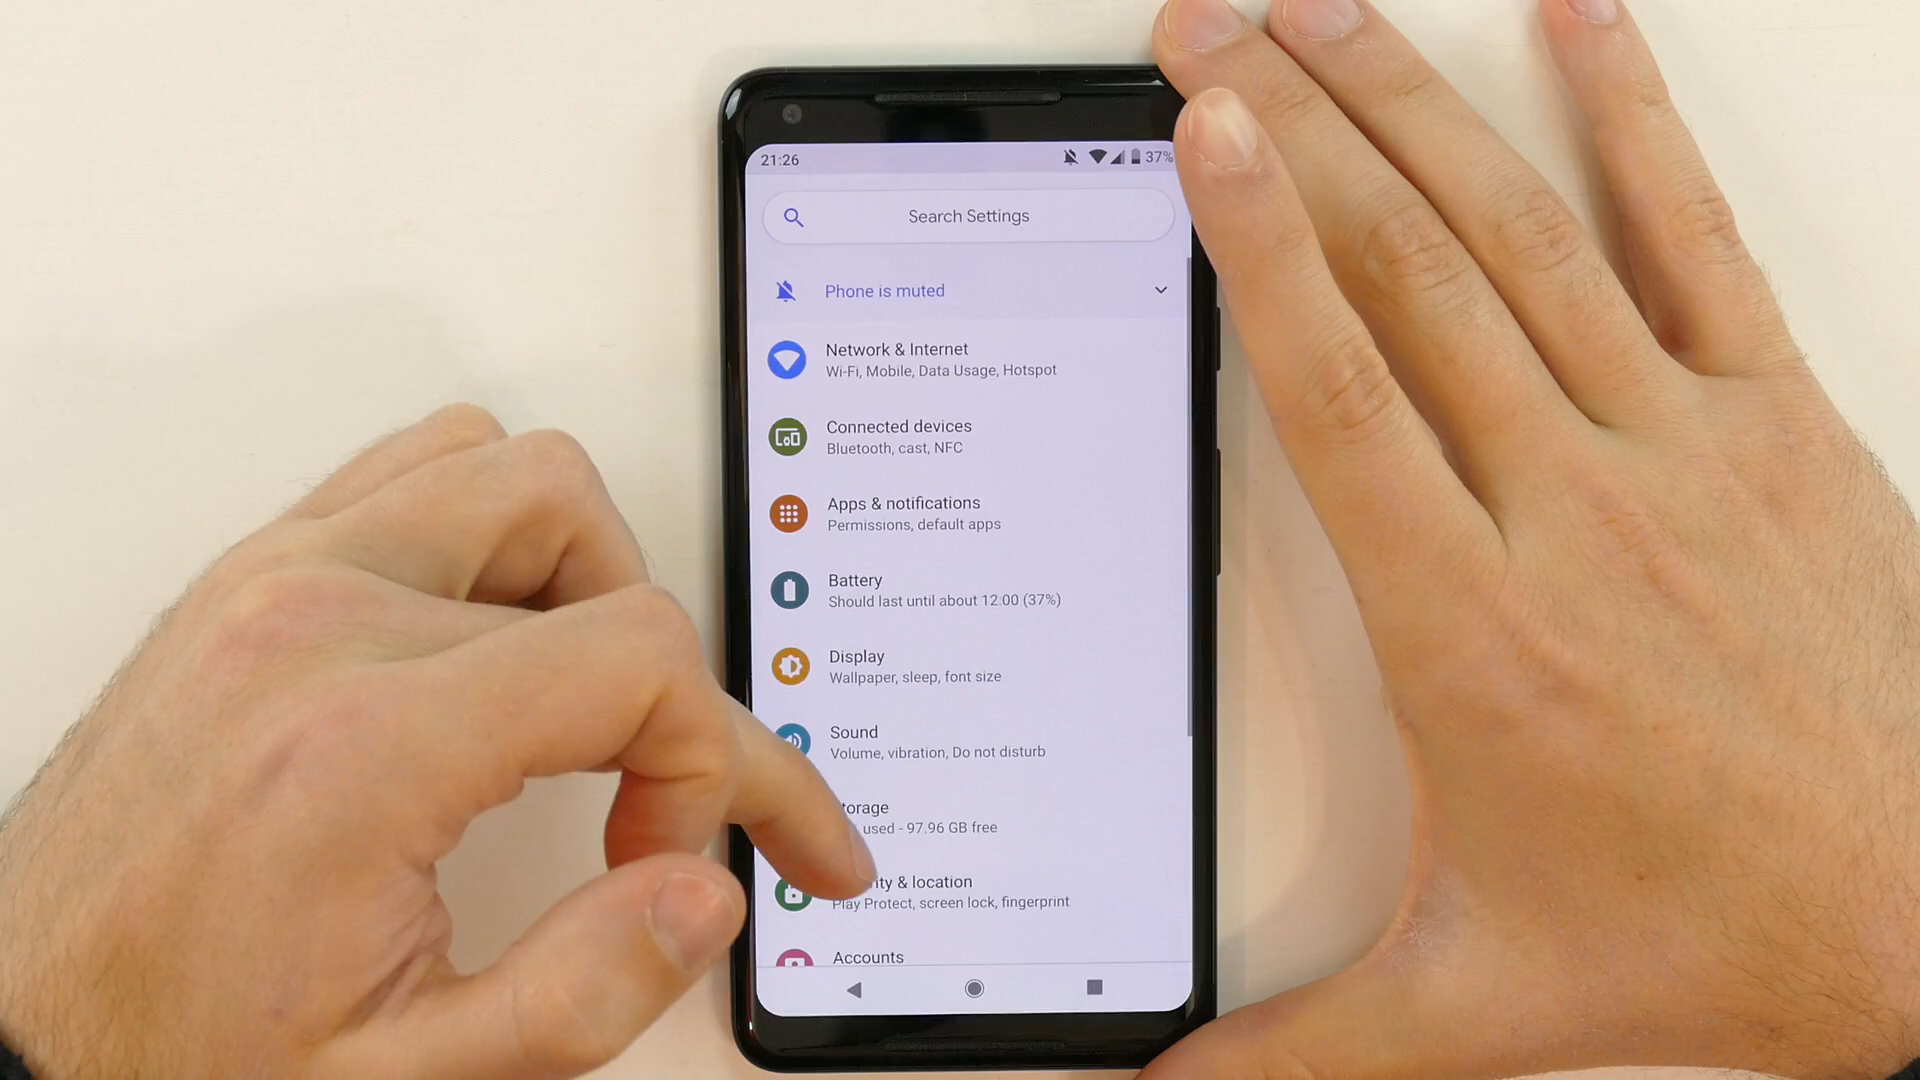 21:26 37%
Search Settings
Phone is muted
Network & Internet
Wi-Fi, Mobile, Data Usage, Hotspot
Connected devices
Bluetooth, cast, NFC
Apps & notifications
Permissions, default apps
Battery
Should last until about 12:00 (37%)
Display
Wallpaper, sleep, font size
Sound
Volume, vibration, Do not disturb
torage
used - 97.96 GB free
ity & location
Play Protect, screen lock, fingerprint
Accounts